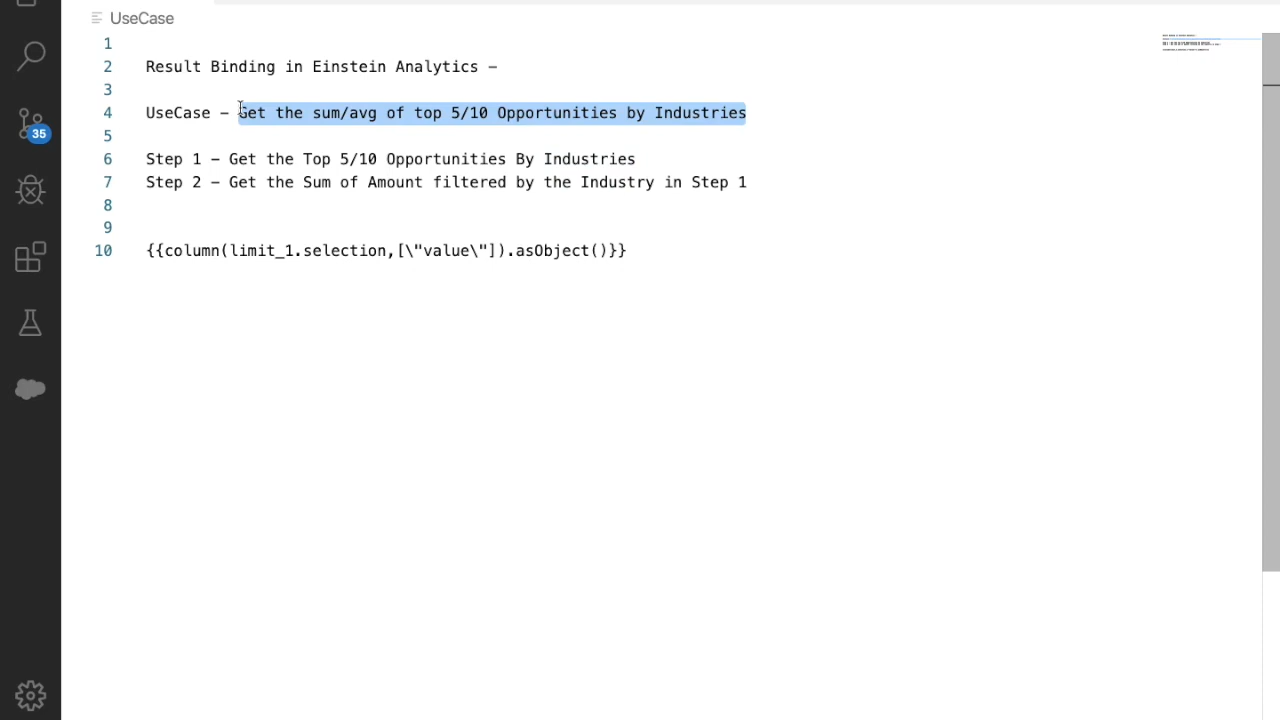 UseCase
1
2 Result Binding in Einstein Analytics -
3
4 UseCase - Get the sum/avg of top 5/10 Opportunities by Industries
5
6 Step 1 - Get the Top 5/10 Opportunities By Industries
7 Step 2 - Get the Sum of Amount filtered by the Industry in Step 1
8
9
10 {{column(limit_1.selection,[\"value\"]).asObject()}}
35